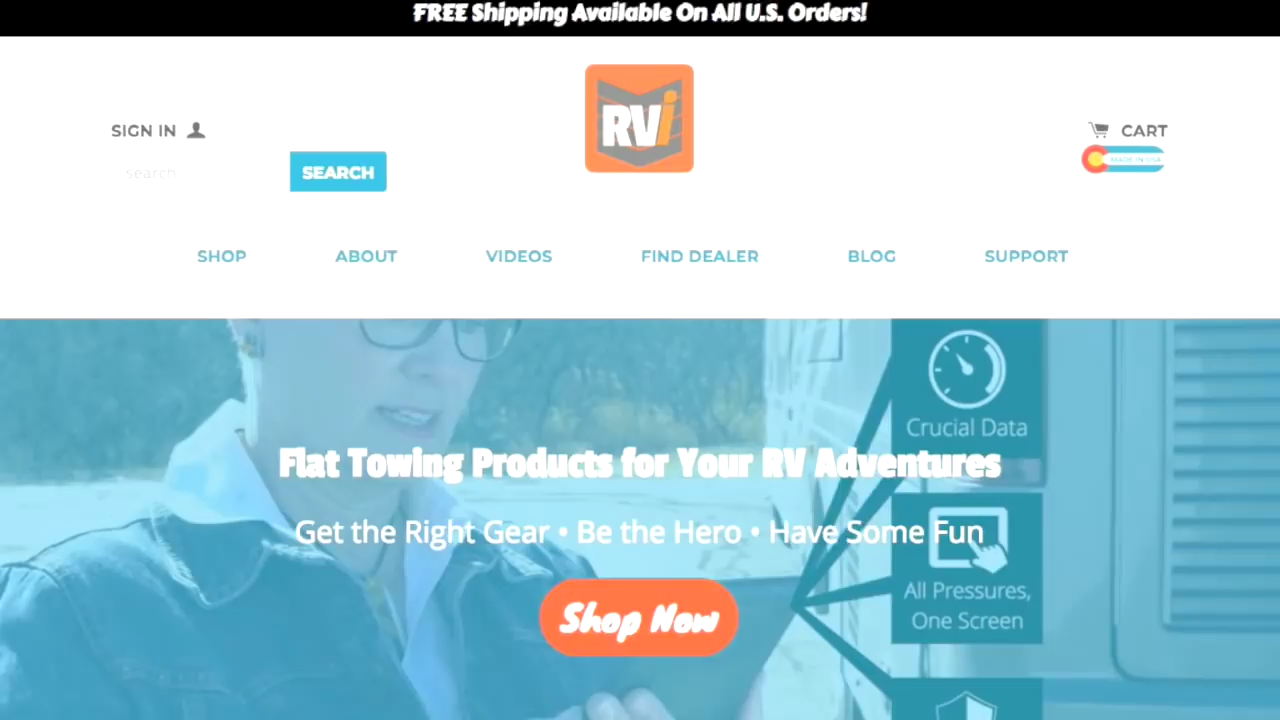 FREE Shipping Available On All U.S. Orders!
RVi
SIGN IN
CART
search
SEARCH
MADE IN USA
SHOP ABOUT VIDEOS FIND DEALER BLOG SUPPORT
Crucial Data
Flat Towing Products for Your RV Adventures
Get the Right Gear • Be the Hero • Have Some Fun
All Pressures,
One Screen
Shop Now